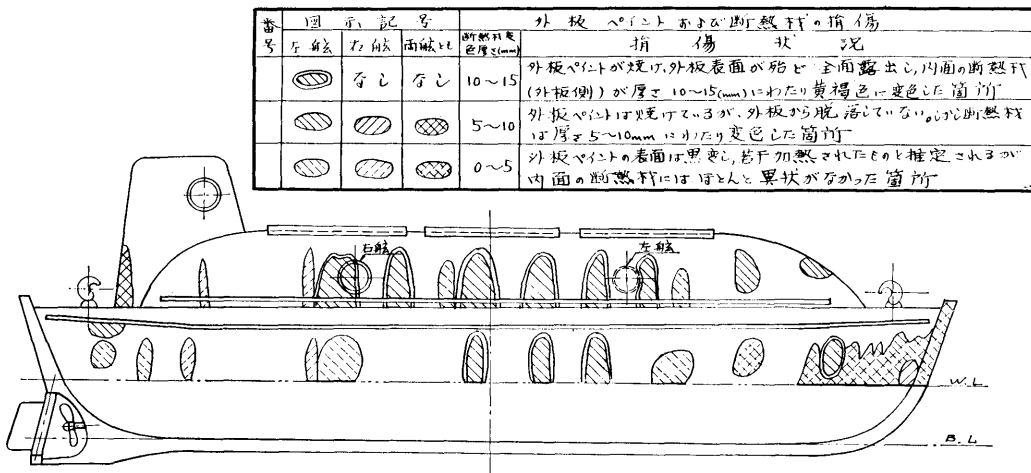 番号 図示記号 外板ペイントおよび断熱材の損傷
左舷 右舷 両舷とも 断熱材変色厚さ(mm) 損傷状況
なし なし 10～15 外板ペイントが焼け、外板表面が殆ど全面露出し、内面の断熱材
(外板側)が厚さ10～15(mm)にわたり黄褐色に変色した箇所
5～10 外板ペイントは焼けているが、外板から脱落していない。しかし断熱材
は厚さ5～10mmにわたり変色した箇所
0～5 外板ペイントの表面は黒変し、若干加熱されたものと推定されるが
内面の断熱材にはほとんど異状がなかった箇所
右舷
左舷
W.L
B.L